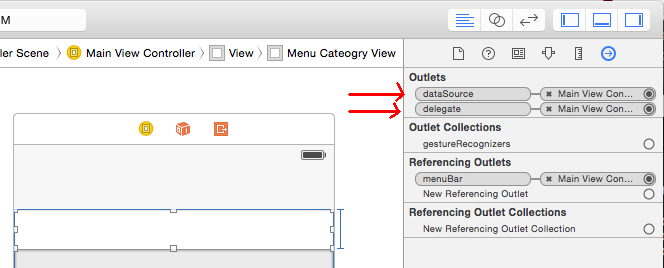 M
ler Scene 〉 Main View Controller 〉 View 〉 Menu Cateogry View
Outlets
dataSource ✖ Main View Con...
delegate ✖ Main View Con...
Outlet Collections
gestureRecognizers
Referencing Outlets
menuBar ✖ Main View Con...
New Referencing Outlet
Referencing Outlet Collections
New Referencing Outlet Collection